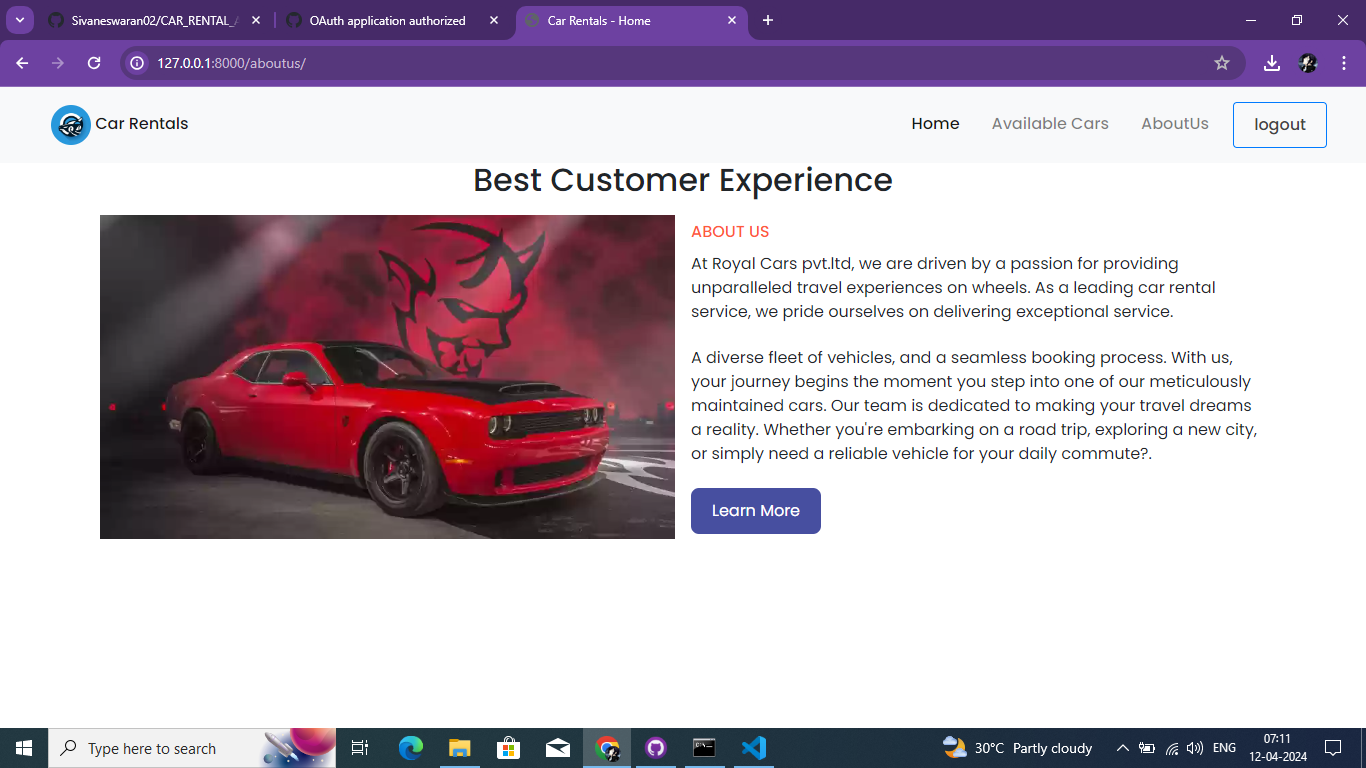 Sivaneswaran02/CAR_RENTAL_
OAuth application authorized
Car Rentals - Home
127.0.0.1:8000/aboutus/
Car Rentals
Home
Available Cars
AboutUs
logout
Best Customer Experience
ABOUT US
At Royal Cars pvt.ltd, we are driven by a passion for providing
unparalleled travel experiences on wheels. As a leading car rental
service, we pride ourselves on delivering exceptional service.
A diverse fleet of vehicles, and a seamless booking process. With us,
your journey begins the moment you step into one of our meticulously
maintained cars. Our team is dedicated to making your travel dreams
a reality. Whether you're embarking on a road trip, exploring a new city,
or simply need a reliable vehicle for your daily commute?.
Learn More
Type here to search
30°C Partly cloudy
ENG
07:11
12-04-2024